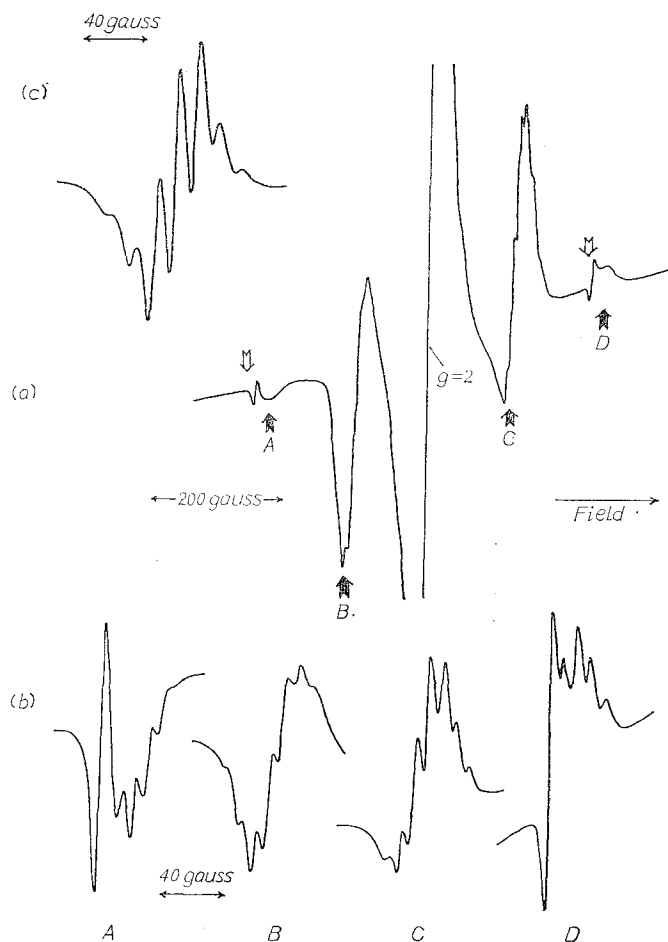 40 gauss
(c)
g=2
D
(a)
A
C
200 gauss
Field
B.
(b)
40 gauss
A B C D